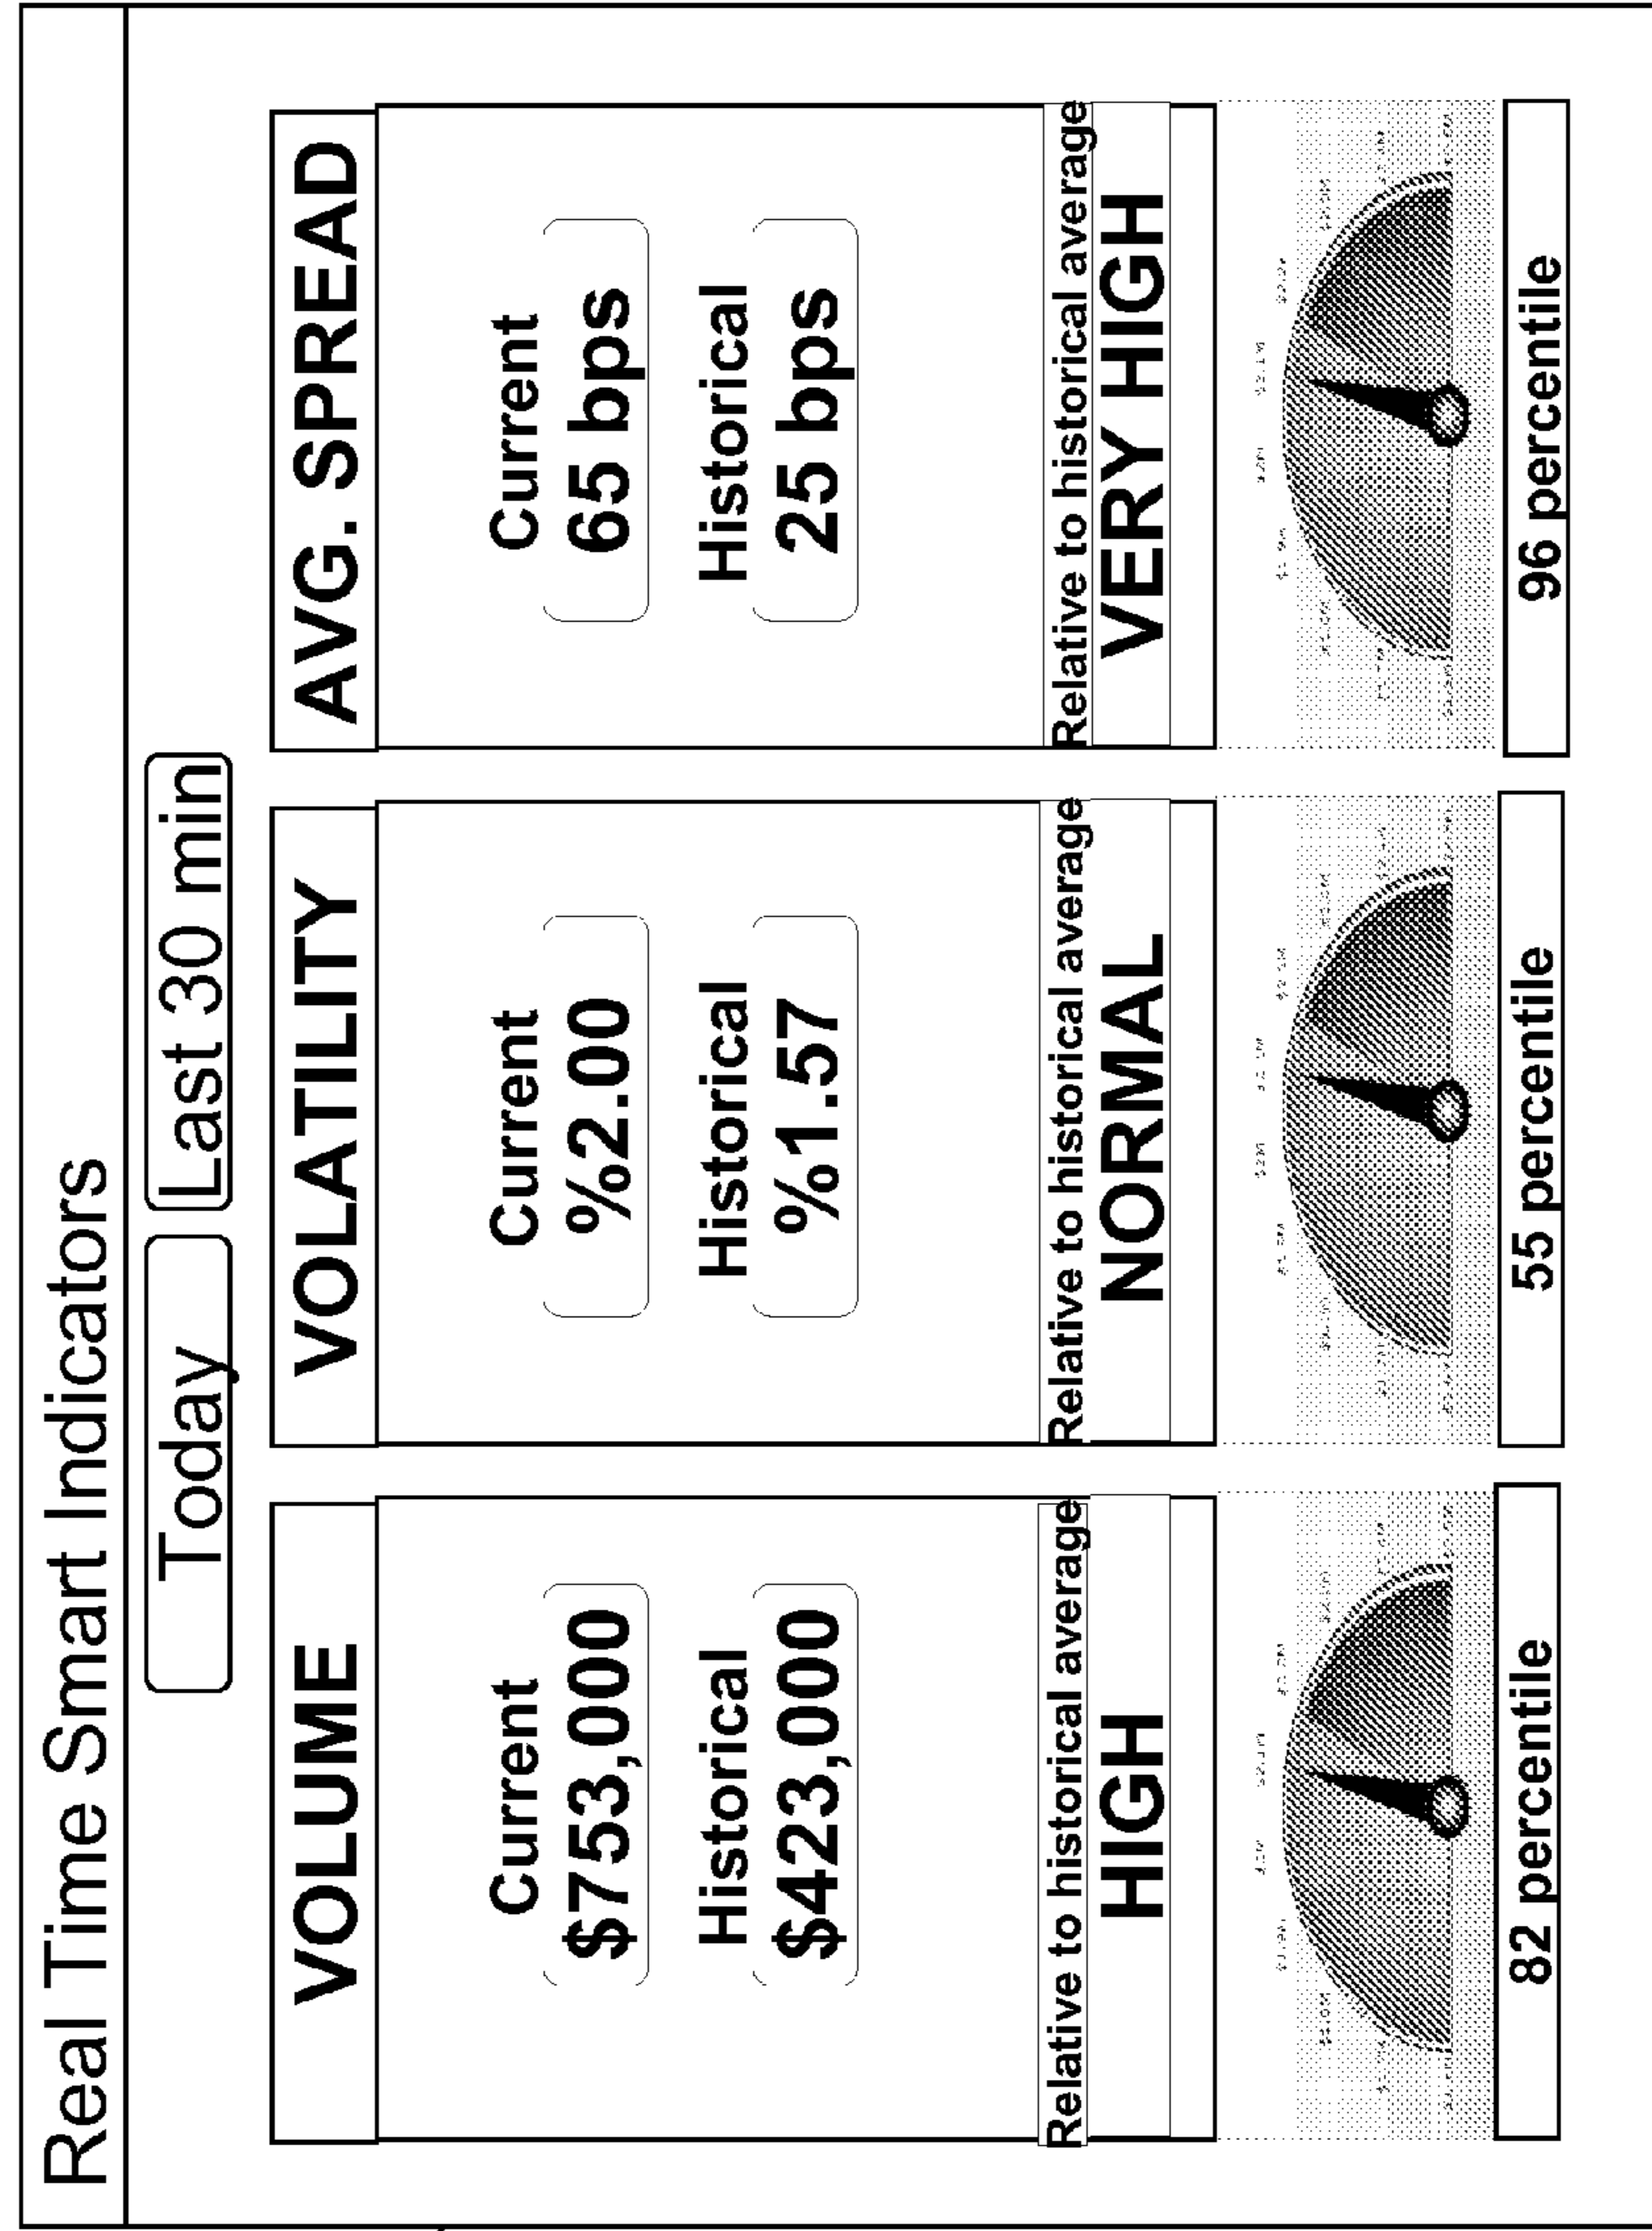 Real Time Smart Indicators
Today
Last 30 min
VOLUME
Current
$753,000
Historical
$423,000
Relative to historical average
HIGH
82 percentile
VOLATILITY
Current
%2.00
Historical
%1.57
Relative to historical average
NORMAL
55 percentile
AVG. SPREAD
Current
65 bps
Historical
25 bps
Relative to historical average
VERY HIGH
96 percentile